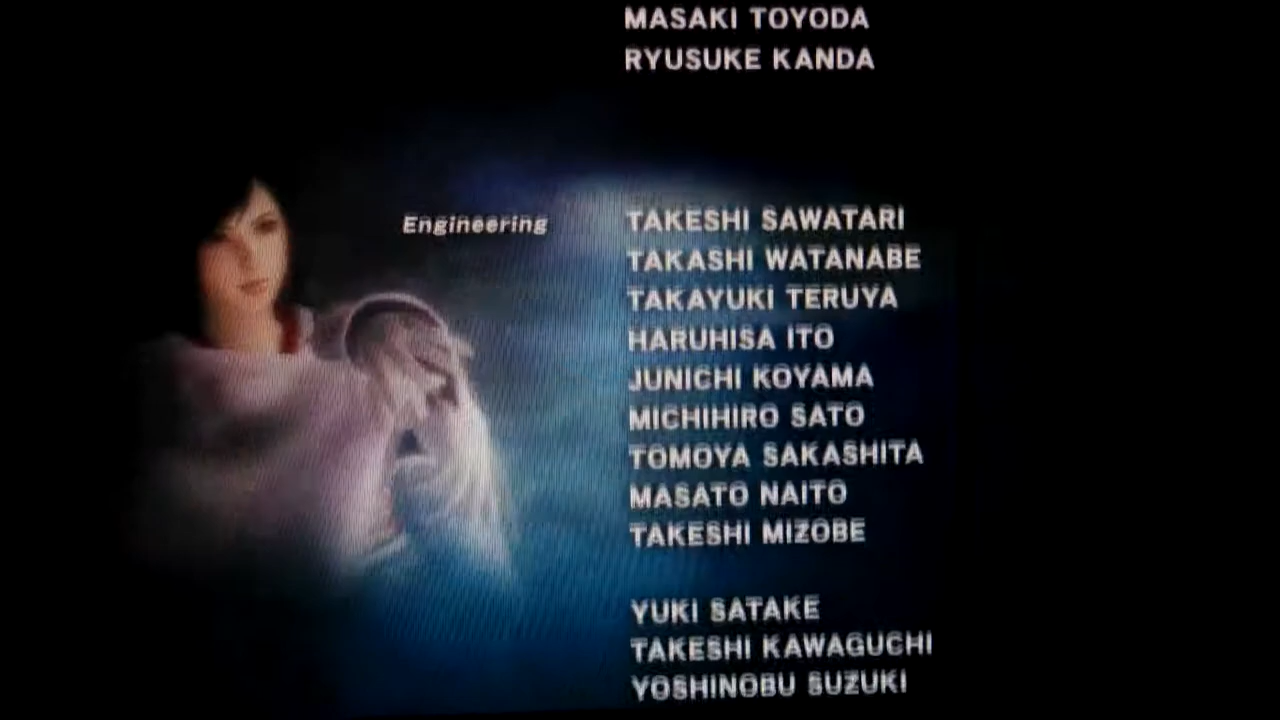 MASAKI TOYODA
RYUSUKE KANDA
Engineering TAKESHI SAWATARI
TAKASHI WATANABE
TAKAYUKI TERUYA
HARUHISA ITO
JUNICHI KOYAMA
MICHIHIRO SATO
TOMOYA SAKASHITA
MASATO NAITO
TAKESHI MIZOBE
YUKI SATAKE
TAKESHI KAWAGUCHI
YOSHINOBU SUZUKI